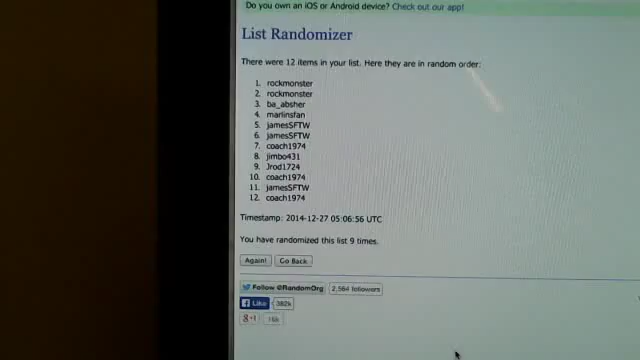 Do you own an iOS or Android device? Check out our app!
List Randomizer
There were 12 items in your list. Here they are in random order:
1. rockmonster
2. rockmonster
3. ba_absher
4. marlinsfan
5. jamesSFTW
6. jamesSFTW
7. coach1974
8. jimbo431
9. Jrod1724
10. coach1974
11. jamesSFTW
12. coach1974
Timestamp: 2014-12-27 05:06:56 UTC
You have randomized this list 9 times.
Again! Go Back
Follow @RandomOrg 2,564 followers
Like 382k
g+1 16k